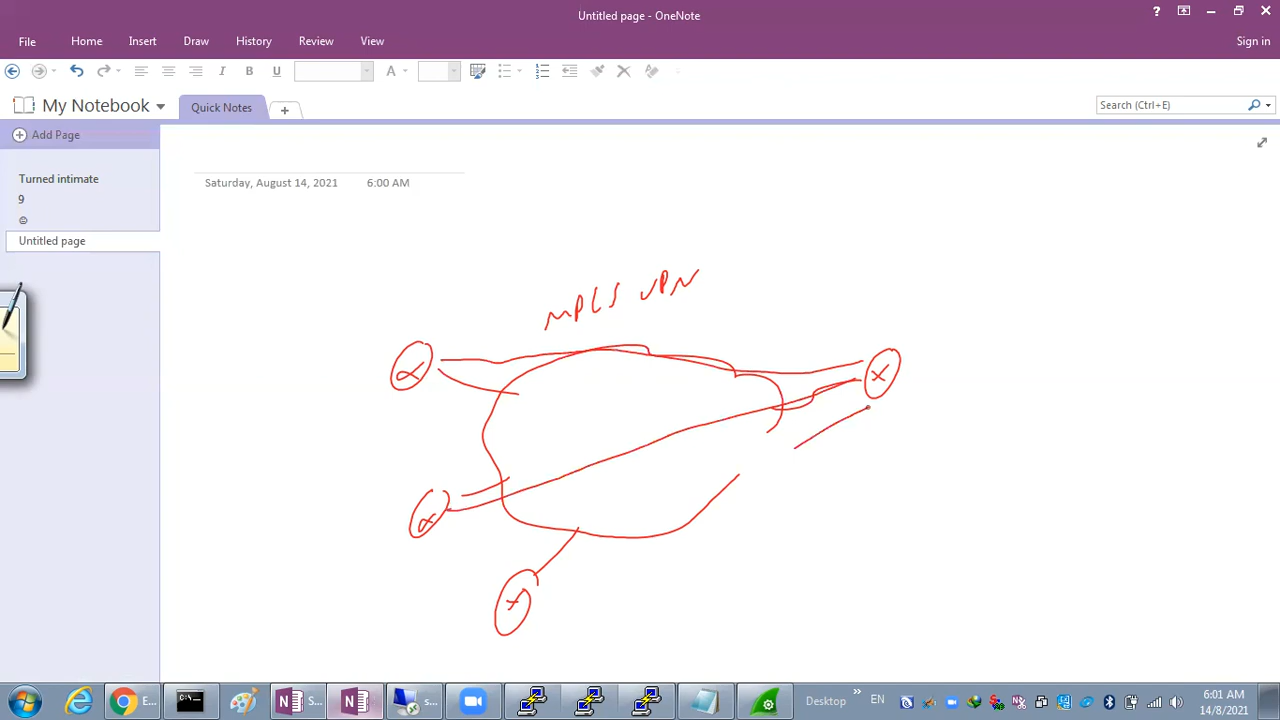 Untitled page - OneNote
?
File Home Insert Draw History Review View Sign in
I B U A
My Notebook Quick Notes Search (Ctrl+E)
Add Page
Turned intimate
9
☺
Untitled page
Saturday, August 14, 2021 6:00 AM
MPLS VPN
X
X
C:\
E... S... s...
Desktop » EN
6:01 AM
14/8/2021